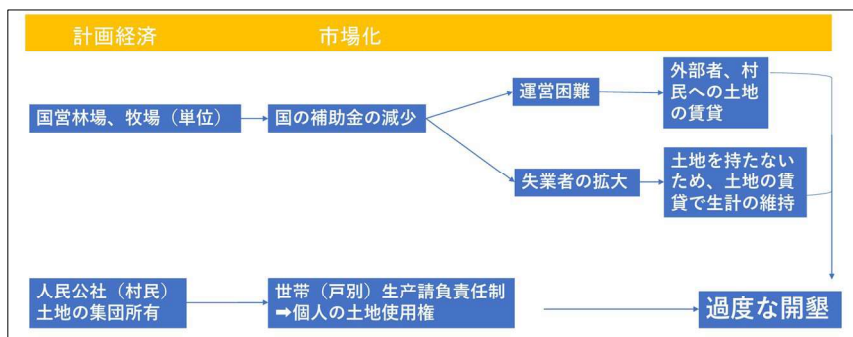 計画経済
市場化
国営林場、牧場（単位）
国の補助金の減少
運営困難
外部者、村
民への土地
の賃貸
失業者の拡大
土地を持たない
ため、土地の賃
貸で生計の維持
人民公社（村民）
土地の集団所有
世帯（戸別）生産請負責任制
➡個人の土地使用権
過度な開墾